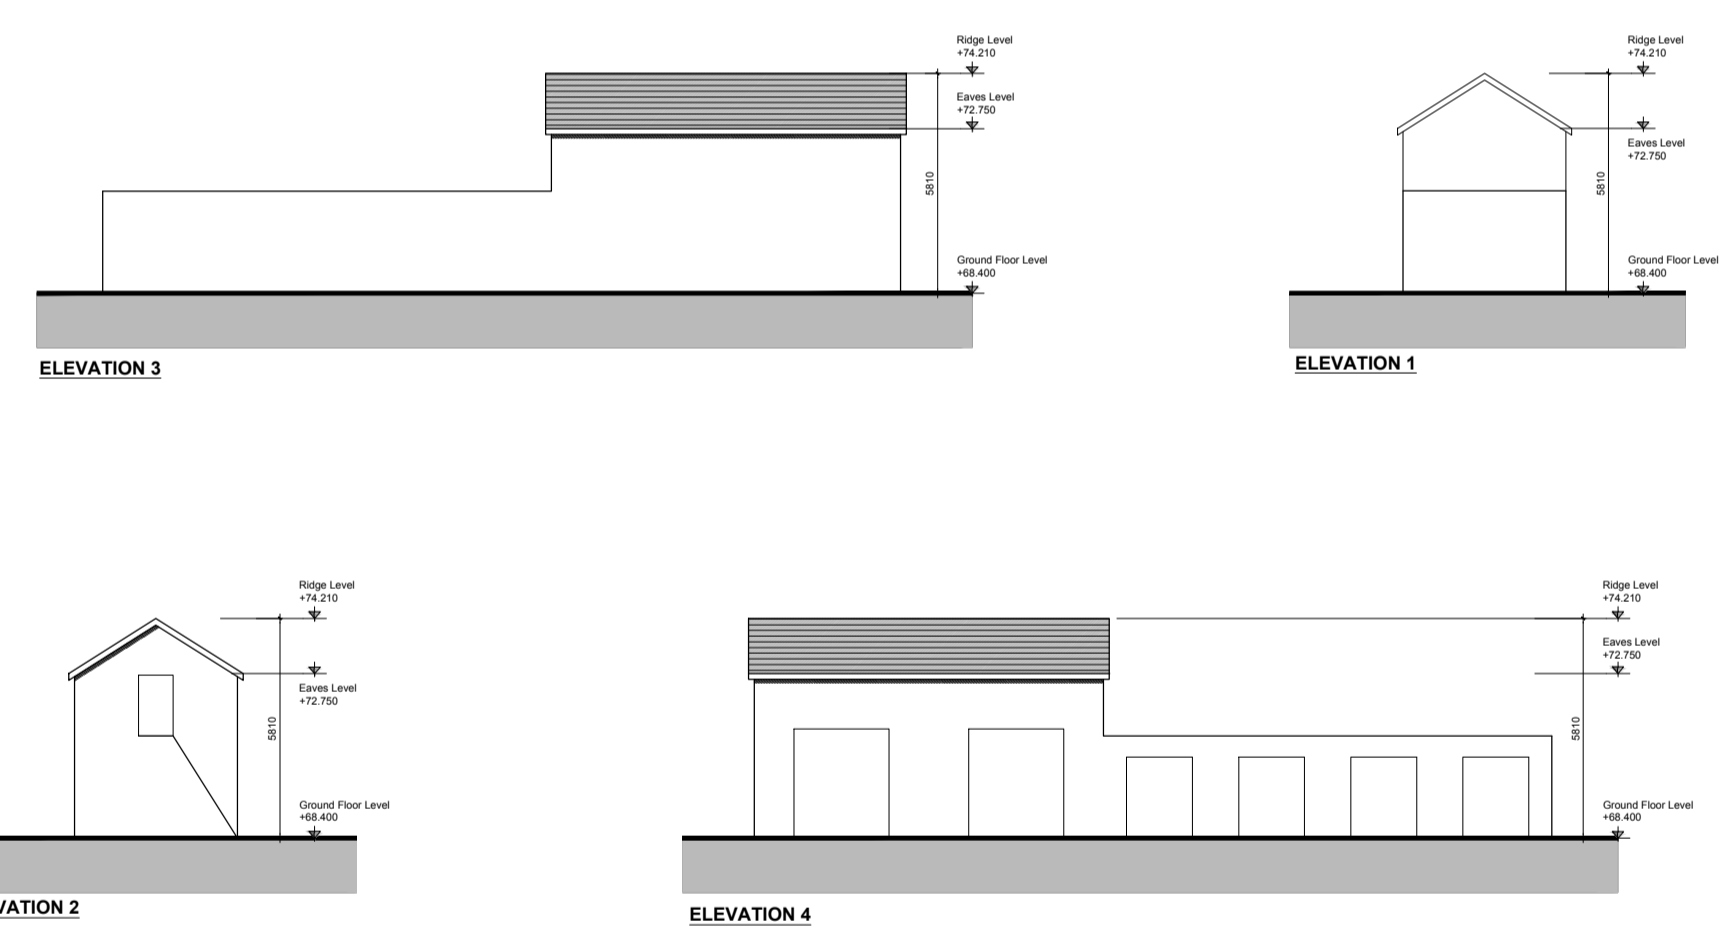 Ridge Level
+74.210
Eaves Level
+72.750
5810
Ground Floor Level
+68.400
ELEVATION 3
Ridge Level
+74.210
Eaves Level
+72.750
5810
Ground Floor Level
+68.400
ELEVATION 1
Ridge Level
+74.210
Eaves Level
+72.750
5810
Ground Floor Level
+68.400
VATION 2
Ridge Level
+74.210
Eaves Level
+72.750
5810
Ground Floor Level
+68.400
ELEVATION 4